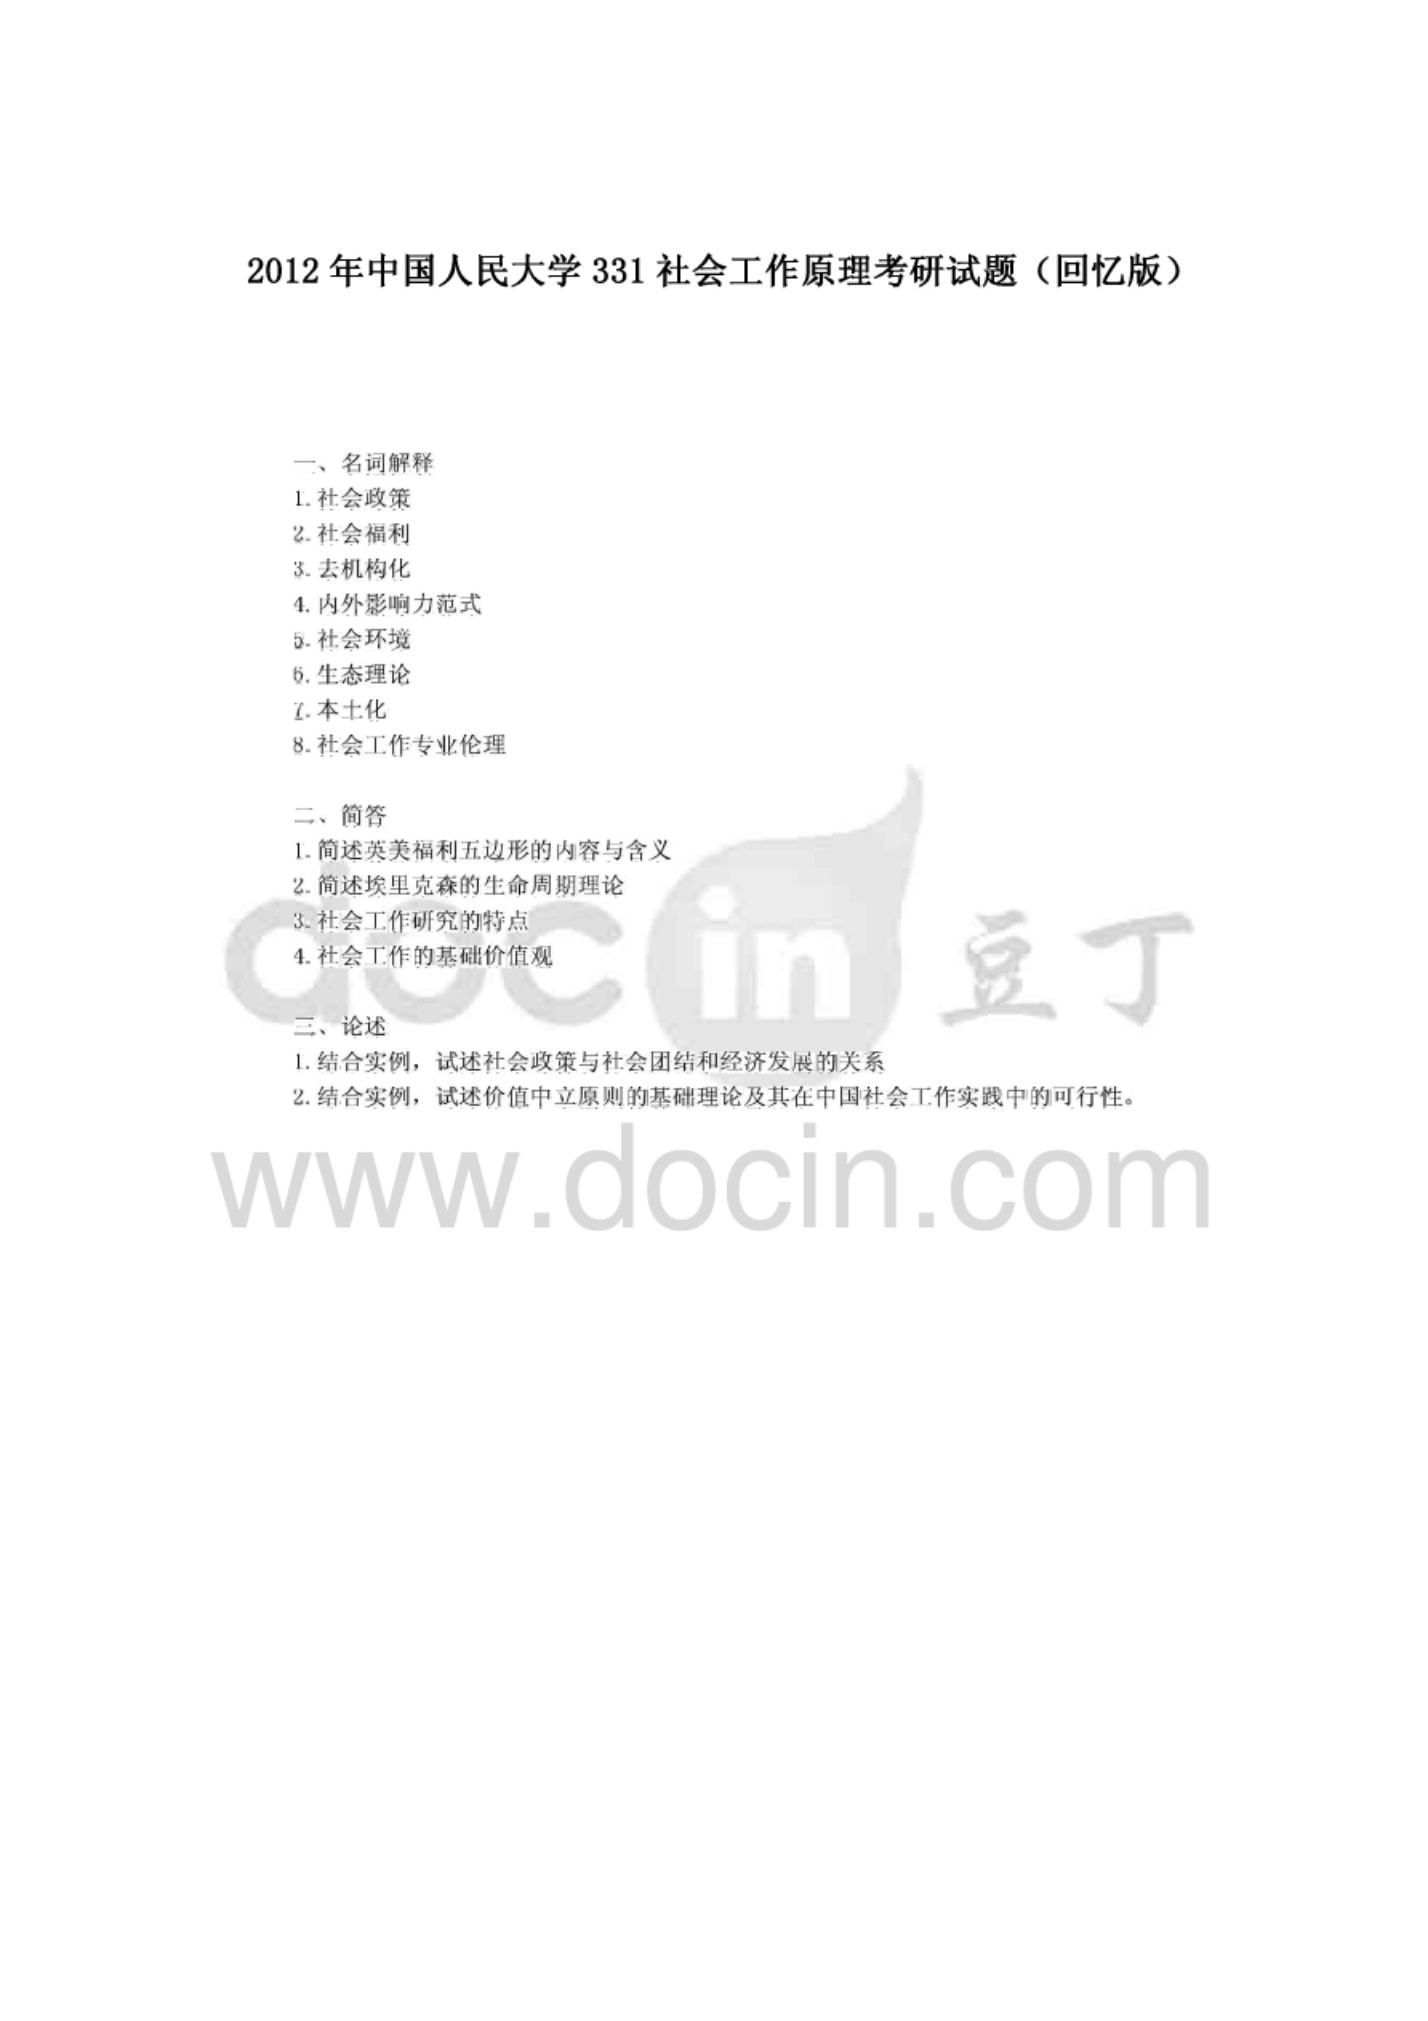 2012年中国人民大学331社会工作原理考研试题（回忆版）
一、名词解释
1.社会政策
2.社会福利
3.去机构化
4.内外影响力范式
5.社会环境
6.生态理论
7.本土化
8.社会工作专业伦理
二、简答
1.简述英美福利五边形的内容与含义
2.简述埃里克森的生命周期理论
3.社会工作研究的特点
4.社会工作的基础价值观
docin 豆丁
三、论述
1.结合实例，试述社会政策与社会团结和经济发展的关系
2.结合实例，试述价值中立原则的基础理论及其在中国社会工作实践中的可行性。
www.docin.com